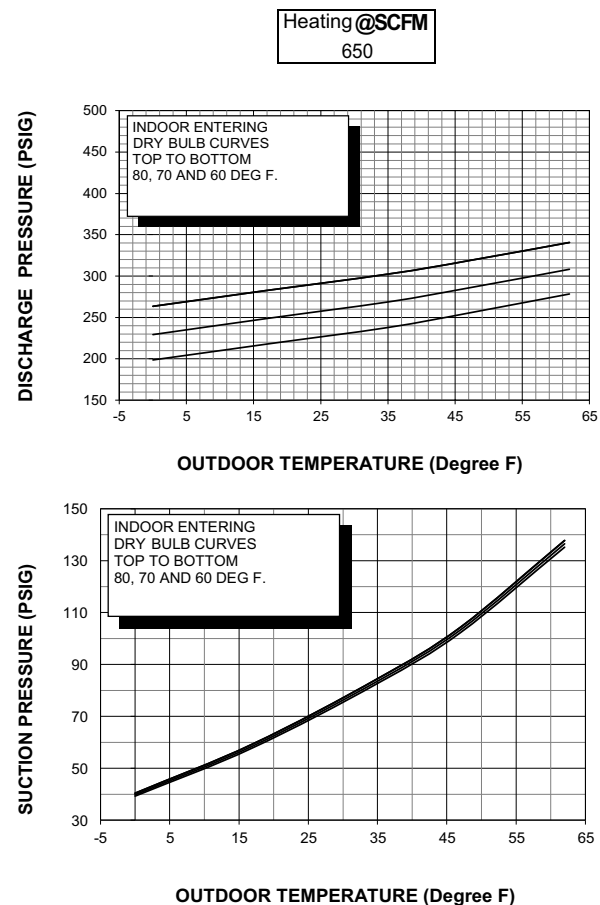 Heating @SCFM
650
DISCHARGE PRESSURE (PSIG)
500
450
400
350
300
250
200
150
INDOOR ENTERING
DRY BULB CURVES
TOP TO BOTTOM
80, 70 AND 60 DEG F.
-5 5 15 25 35 45 55 65
OUTDOOR TEMPERATURE (Degree F)
SUCTION PRESSURE (PSIG)
150
130
110
90
70
50
30
INDOOR ENTERING
DRY BULB CURVES
TOP TO BOTTOM
80, 70 AND 60 DEG F.
-5 5 15 25 35 45 55 65
OUTDOOR TEMPERATURE (Degree F)